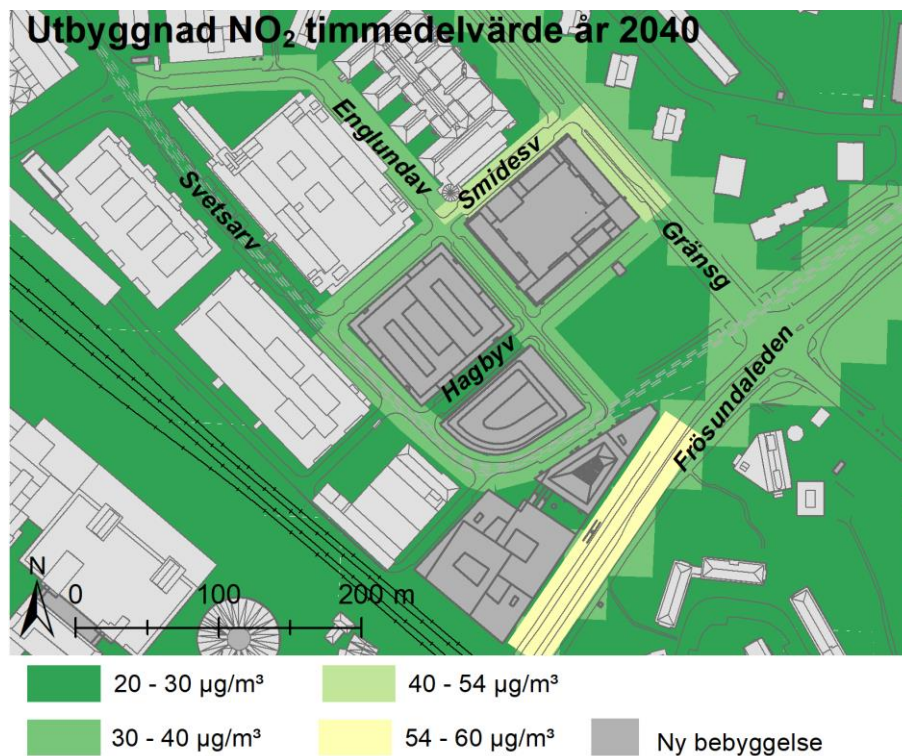 Utbyggnad NO₂ timmedelvärde år 2040
Englundav
Smidesv
Svetsarv
Gränsg
Hagbyv
Frösundaleden
N
0 100 200 m
20 - 30 µg/m³ 40 - 54 µg/m³
30 - 40 µg/m³ 54 - 60 µg/m³ Ny bebyggelse